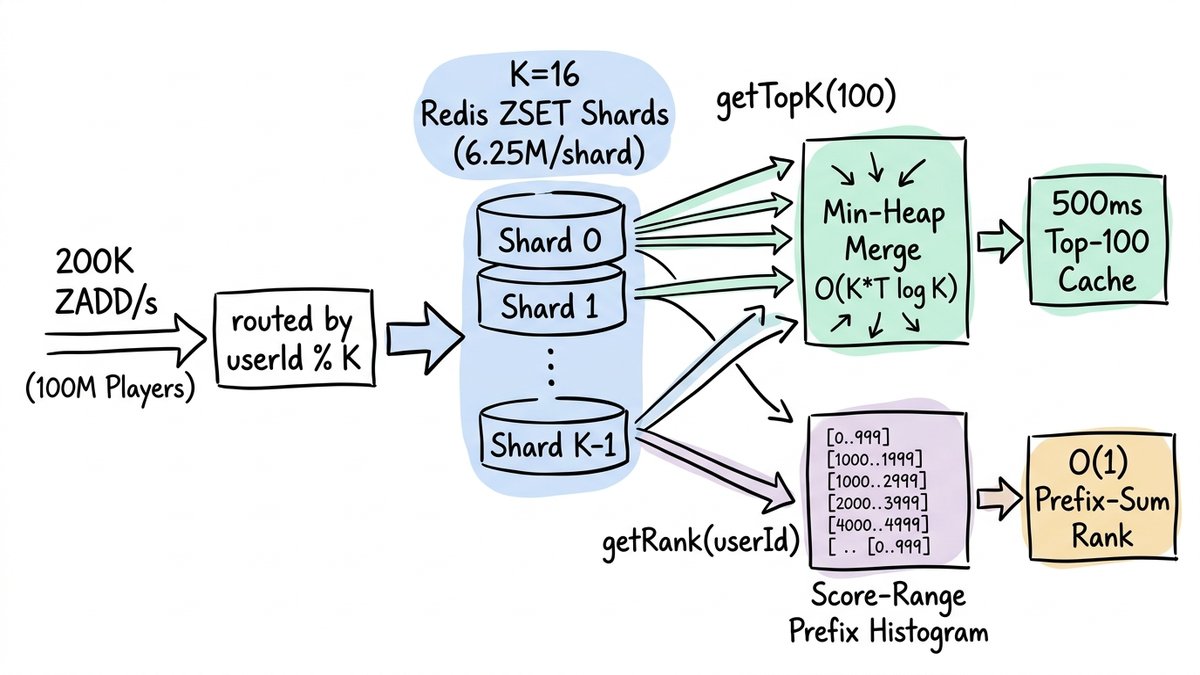 K=16
Redis ZSET Shards
(6.25M/shard)
getTopK(100)
200K
ZADD/s
(100M Players)
routed by
userId % K
Shard 0
Shard 1
Shard K-1
Min-Heap
Merge
O(K*T log K)
500ms
Top-100
Cache
getRank(userId)
[0..999]
[1000..1999]
[1000..2999]
[2000..3999]
[4000..4999]
[ .. [0..999]
Score-Range
Prefix Histogram
O(1)
Prefix-Sum
Rank